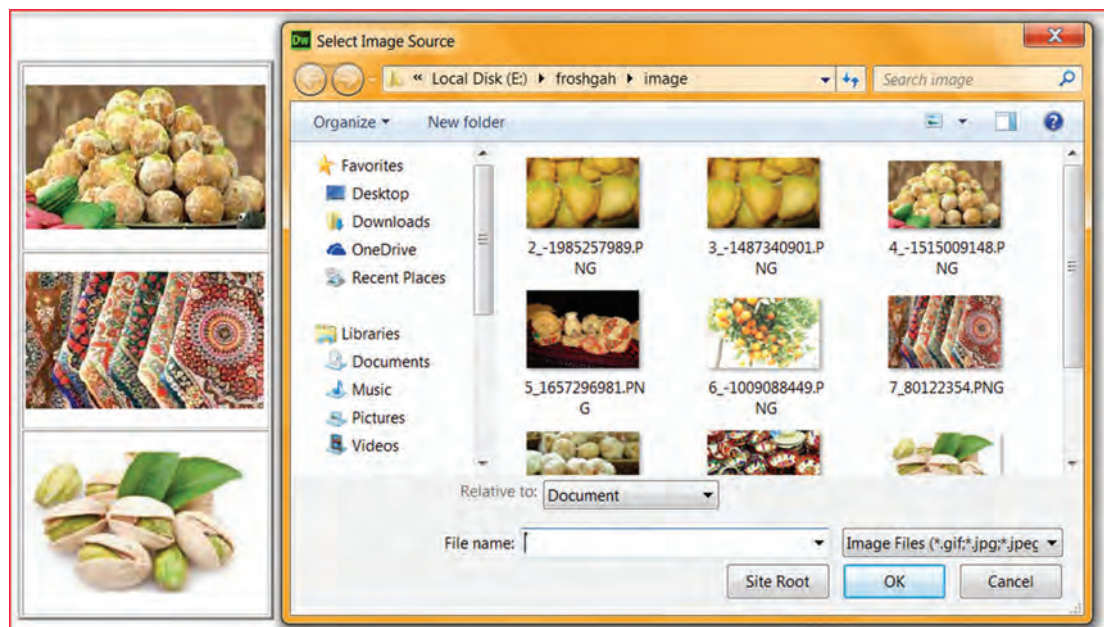 Dw Select Image Source
« Local Disk (E:) froshgah image
Search image
Organize New folder
Favorites
Desktop
Downloads
OneDrive
Recent Places
Libraries
Documents
Music
Pictures
Videos
2_-1985257989.P
NG
3_-1487340901.P
NG
4_-1515009148.P
NG
5_1657296981.PN
G
6_-1009088449.P
NG
7_80122354.PNG
Relative to: Document
File name:
Image Files (*.gif;*.jpg;*.jpeg
Site Root OK Cancel